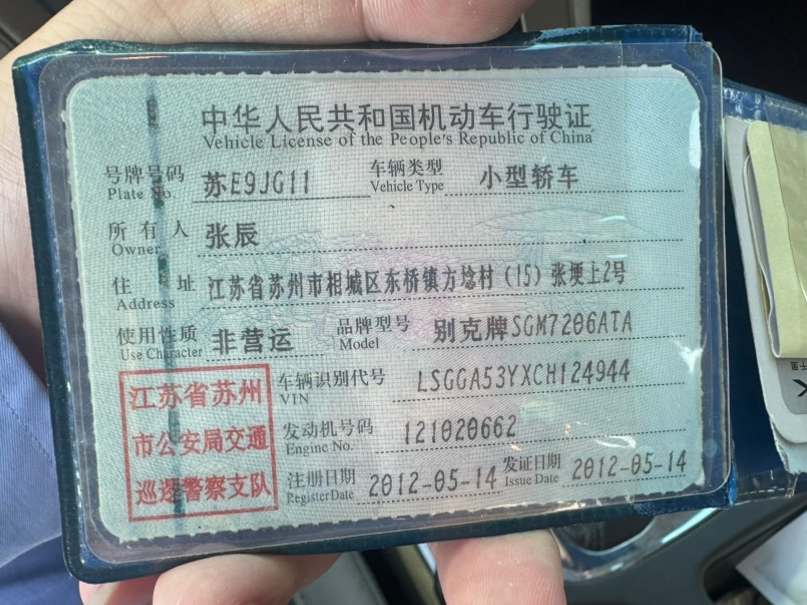 中华人民共和国机动车行驶证
Vehicle License of the People's Republic of China
号牌号码 苏E9JG11 车辆类型 小型轿车
Plate No. Vehicle Type
所有人 张辰
Owner
住址 江苏省苏州市相城区东桥镇方埝村(15)张埂上2号
Address
使用性质 非营运 品牌型号 别克牌SGM7206ATA
Use Character Model
江苏省苏州
市公安局交通
巡逻警察支队
车辆识别代号 LSGGA53YXCH124944
VIN
发动机号码 121020662
Engine No.
注册日期 2012-05-14 发证日期 2012-05-14
Register Date Issue Date